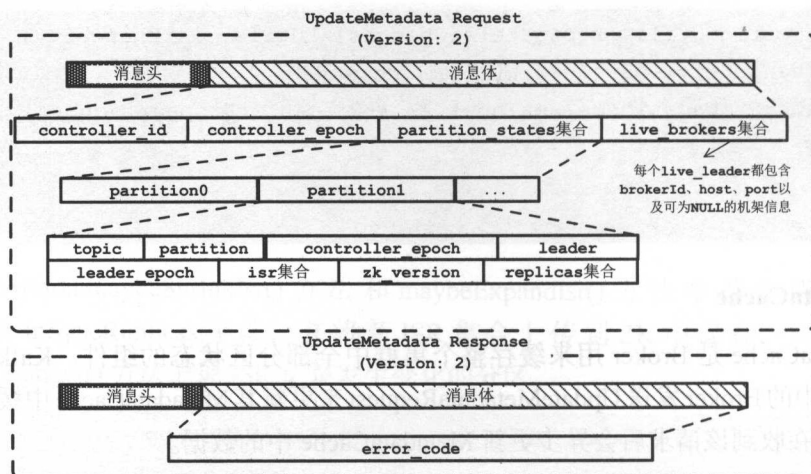 UpdateMetadata Request
(Version: 2)
消息头 消息体
controller_id controller_epoch partition_states集合 live_brokers集合
每个live_leader都包含
brokerId、host、port以
及可为NULL的机架信息
partition0 partition1 ...
topic partition controller_epoch leader
leader_epoch isr集合 zk_version replicas集合
UpdateMetadata Response
(Version: 2)
消息头 消息体
error_code